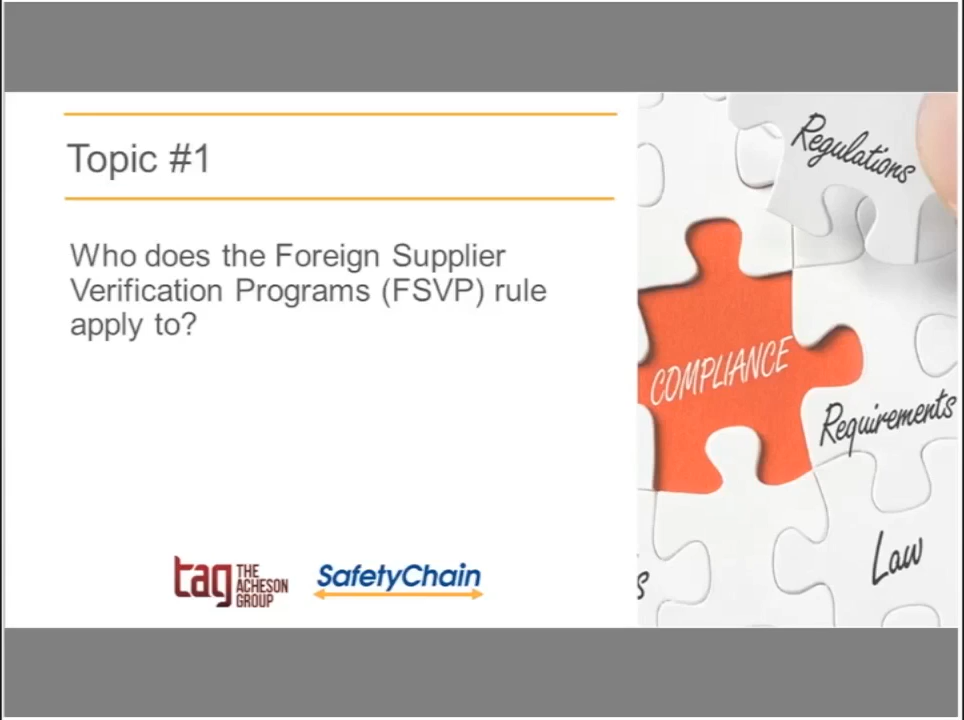 Topic #1
Who does the Foreign Supplier
Verification Programs (FSVP) rule
apply to?
Regulations
COMPLIANCE
Requirements
Law
s
tag THE
ACHESON
GROUP
SafetyChain